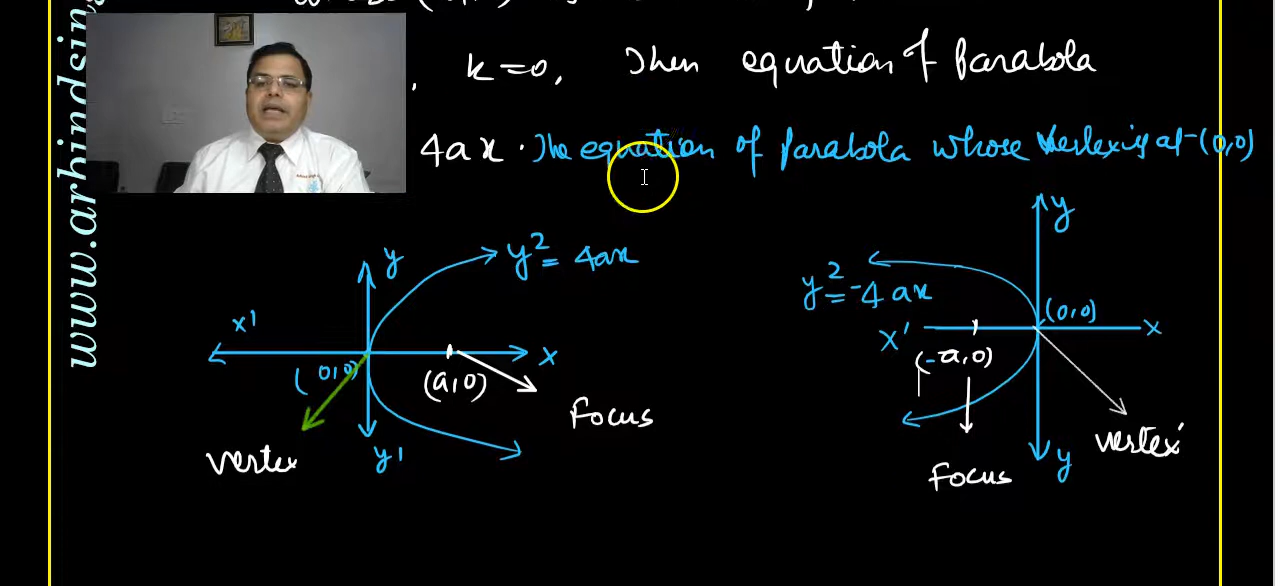 www.arhindsing
k=0, Then equation of Parabola
4ax. The equation of Parabola whose vertex is at (0,0)
y
y² = 4ax
x'
x
(0,0)
(a,0)
Focus
vertex
y'
y
y² = -4ax
(0,0)
x'
x
(-a,0)
vertex
Focus
y